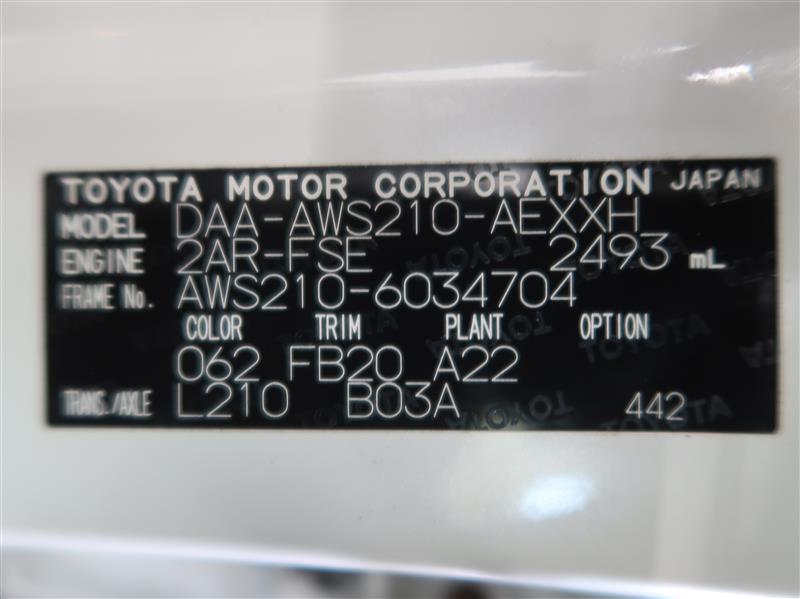 TOYOTA MOTOR CORPORATION JAPAN
MODEL DAA-AWS210-AEXXH
ENGINE 2AR-FSE 2493 mL
FRAME No. AWS210-6034704
COLOR TRIM PLANT OPTION
062 FB20 A22
TRANS./AXLE L210 B03A 442